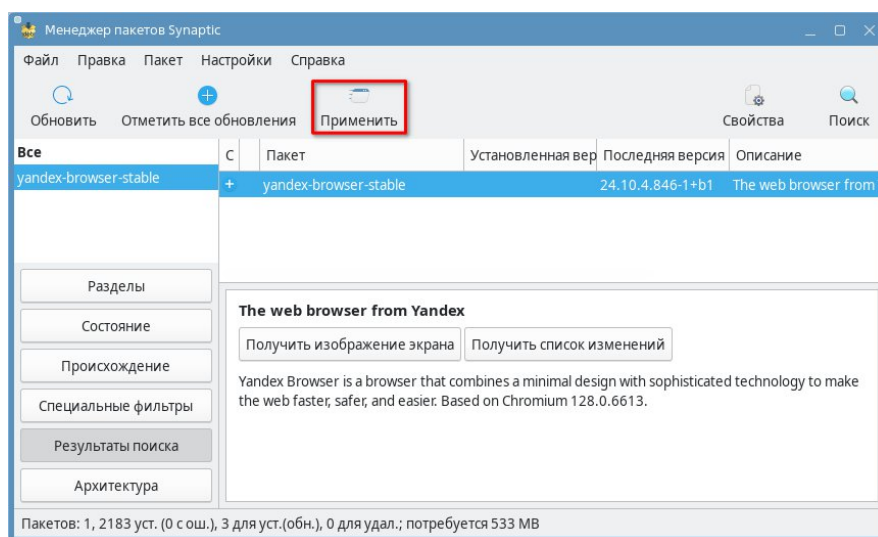 Менеджер пакетов Synaptic
Файл Правка Пакет Настройки Справка
Обновить Отметить все обновления Применить Свойства Поиск
Все
yandex-browser-stable
С Пакет Установленная вер Последняя версия Описание
yandex-browser-stable 24.10.4.846-1+b1 The web browser from
Разделы
Состояние
Происхождение
Специальные фильтры
Результаты поиска
Архитектура
The web browser from Yandex
Получить изображение экрана Получить список изменений
Yandex Browser is a browser that combines a minimal design with sophisticated technology to make
the web faster, safer, and easier. Based on Chromium 128.0.6613.
Пакетов: 1, 2183 уст. (0 с ош.), 3 для уст.(обн.), 0 для удал.; потребуется 533 MB